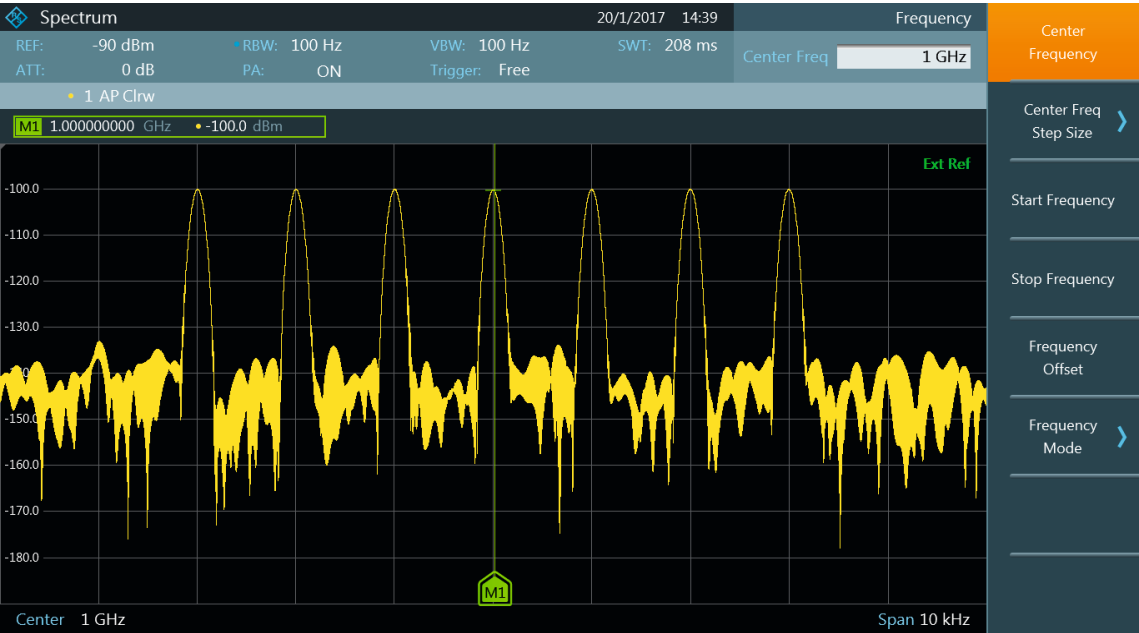 Spectrum 20/1/2017 14:39 Frequency
REF: -90 dBm RBW: 100 Hz VBW: 100 Hz SWT: 208 ms
ATT: 0 dB PA: ON Trigger: Free
Center Freq 1 GHz
1 AP Clrw
M1 1.000000000 GHz -100.0 dBm
Ext Ref
-100.0
-110.0
-120.0
-130.0
-150.0
-160.0
-170.0
-180.0
M1
Center 1 GHz Span 10 kHz
Center
Frequency
Center Freq
Step Size
Start Frequency
Stop Frequency
Frequency
Offset
Frequency
Mode